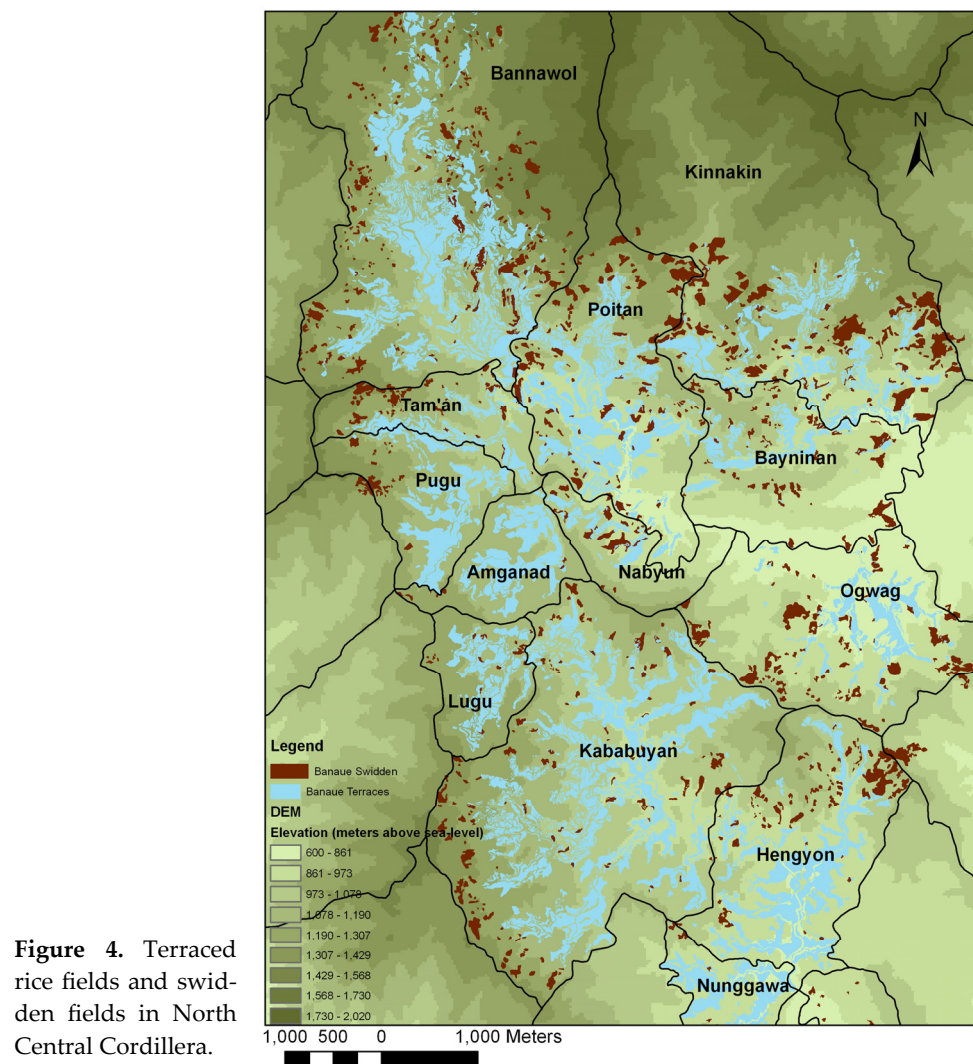 Bannawol
N
Kinnakin
Poitan
Tam'an
Bayninan
Pugu
Amganad
Nabyun
Ogwag
Lugu
Kababuyan
Hengyon
Nunggawa
Legend
Banaue Swidden
Banaue Terraces
DEM
Elevation (meters above sea-level)
600 - 861
861 - 973
973 - 1,078
1,078 - 1,190
1,190 - 1,307
1,307 - 1,429
1,429 - 1,568
1,568 - 1,730
1,730 - 2,020
1,000 500 0 1,000 Meters
Figure 4. Terraced
rice fields and swid-
den fields in North
Central Cordillera.